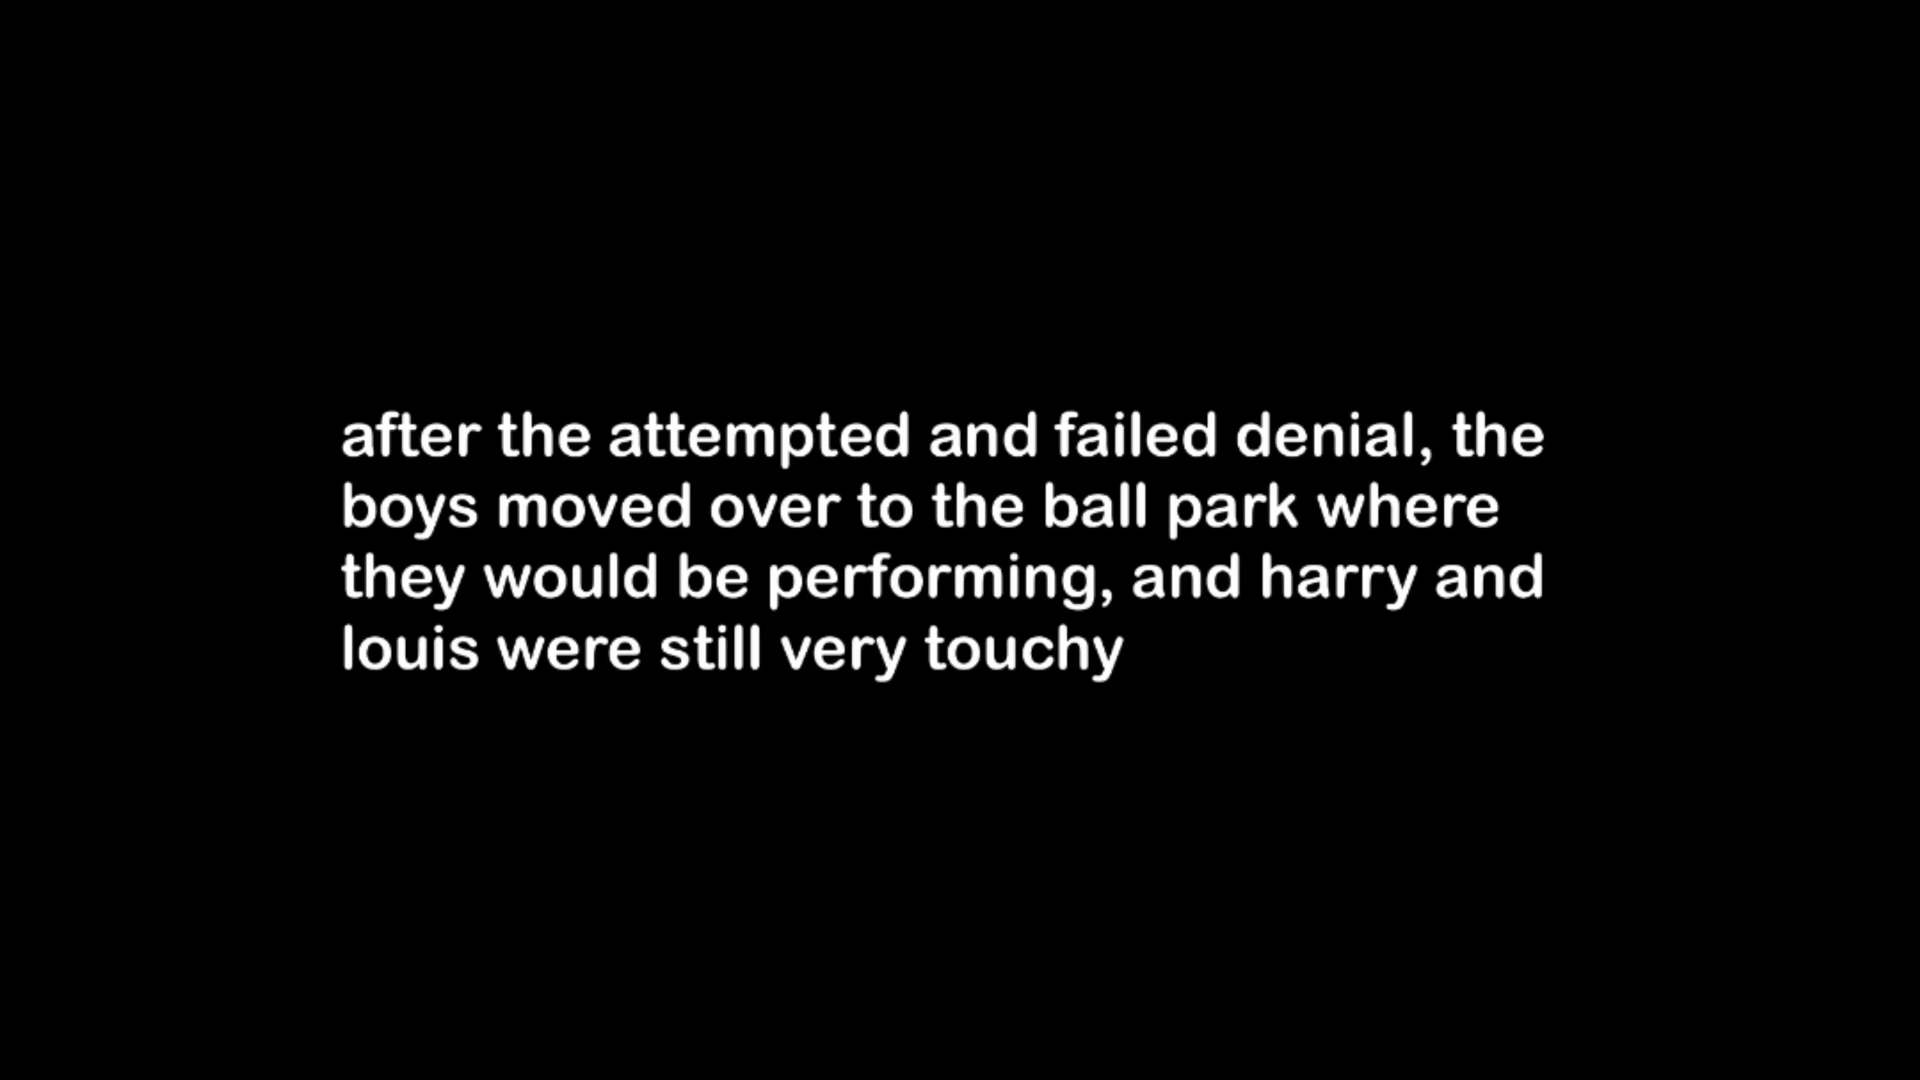 after the attempted and failed denial, the
boys moved over to the ball park where
they would be performing, and harry and
louis were still very touchy